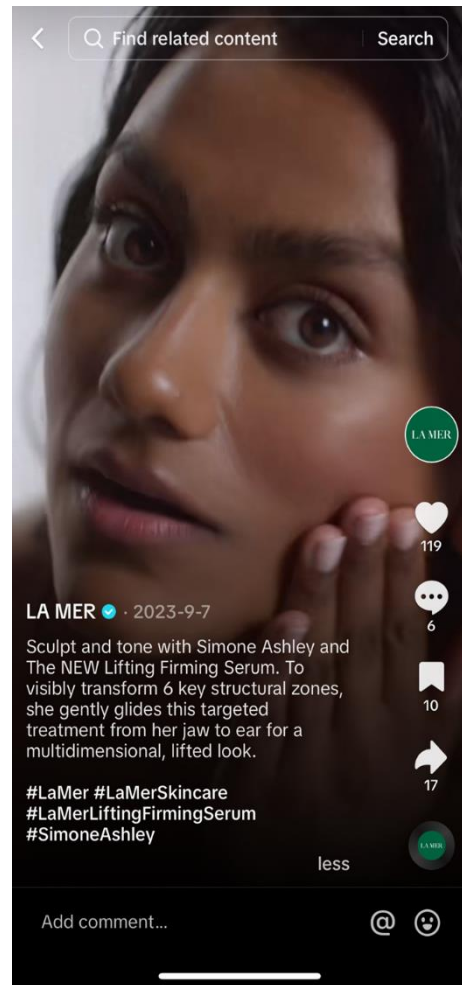 Find related content
Search
LA MER
119
6
LA MER · 2023-9-7
10
Sculpt and tone with Simone Ashley and
The NEW Lifting Firming Serum. To
visibly transform 6 key structural zones,
she gently glides this targeted
treatment from her jaw to ear for a
multidimensional, lifted look.
17
#LaMer #LaMerSkincare
#LaMerLiftingFirmingSerum
#SimoneAshley
LA MER
less
Add comment...
@